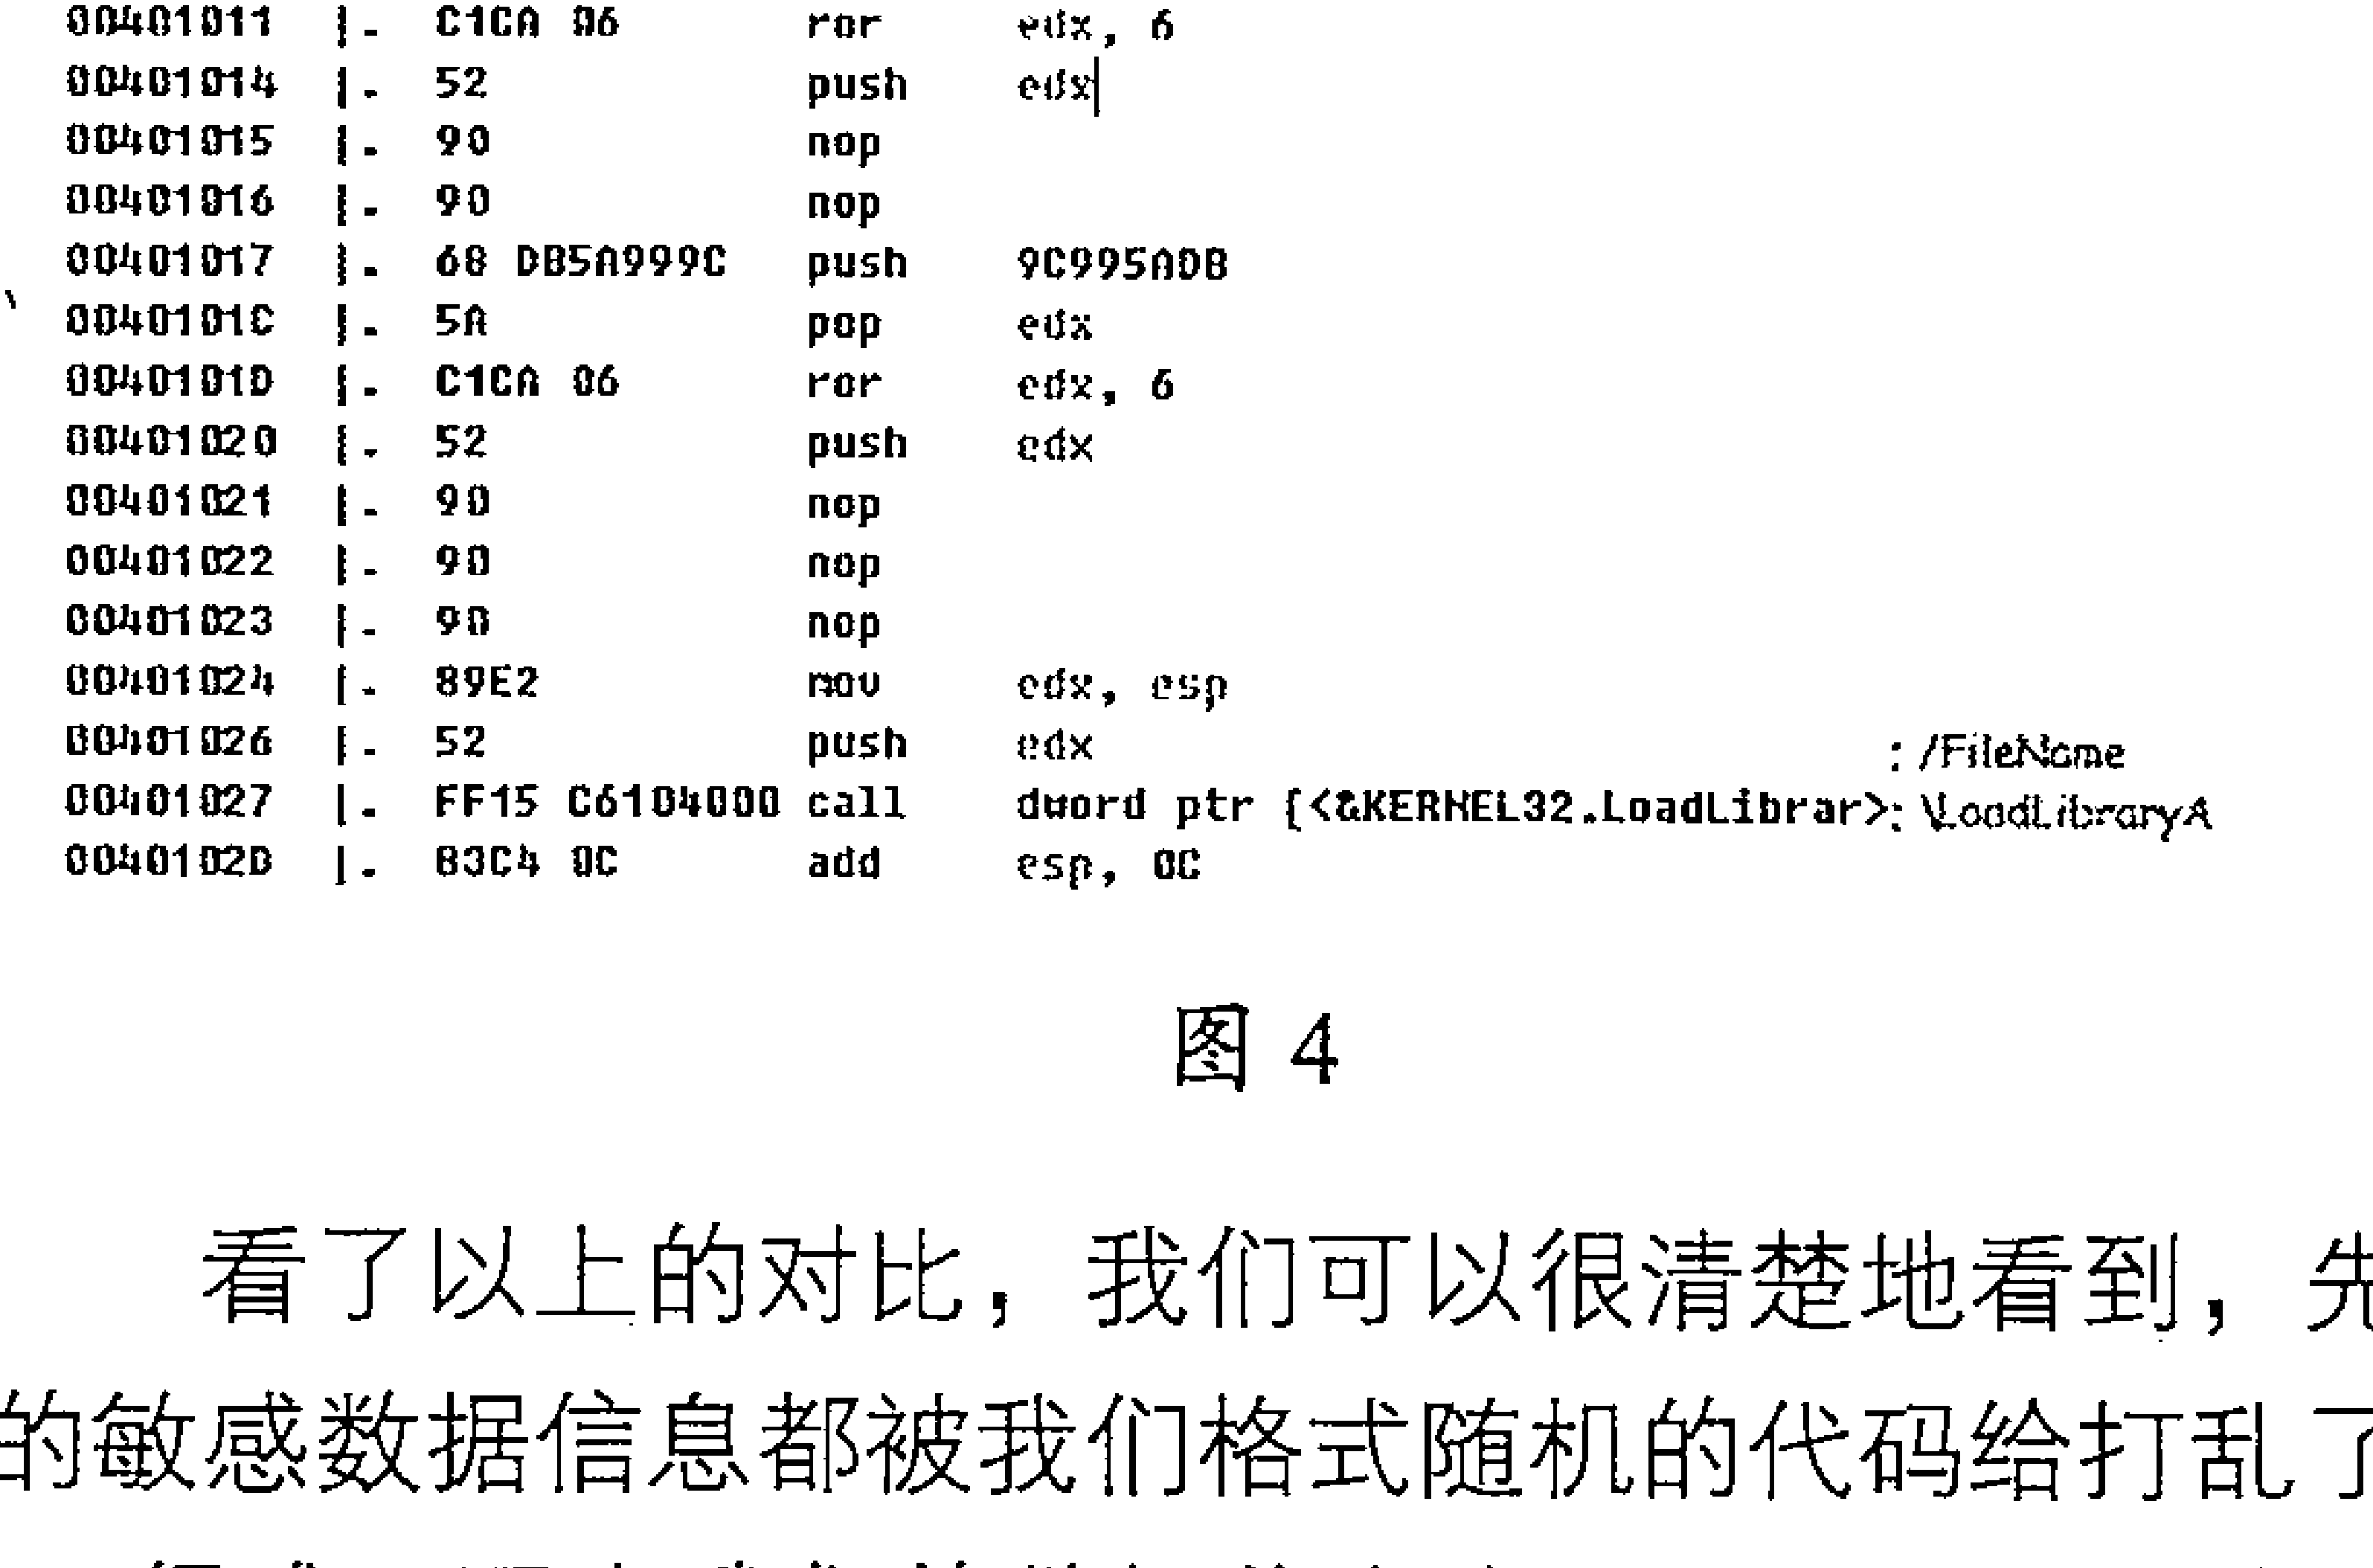 00401011 |. C1CA 06 ror edx, 6
00401014 |. 52 push edx
00401015 |. 90 nop
00401016 |. 90 nop
00401017 |. 68 DB5A999C push 9C995ADB
0040101C |. 5A pop edx
0040101D |. C1CA 06 ror edx, 6
00401020 |. 52 push edx
00401021 |. 90 nop
00401022 |. 90 nop
00401023 |. 90 nop
00401024 |. 89E2 mov edx, esp
00401026 |. 52 push edx : /FileName
00401027 |. FF15 C6104000 call dword ptr [<&KERNEL32.LoadLibrar>: \LoadLibraryA
0040102D |. 83C4 0C add esp, 0C
图 4
看了以上的对比，我们可以很清楚地看到，先
的敏感数据信息都被我们格式随机的代码给打乱了